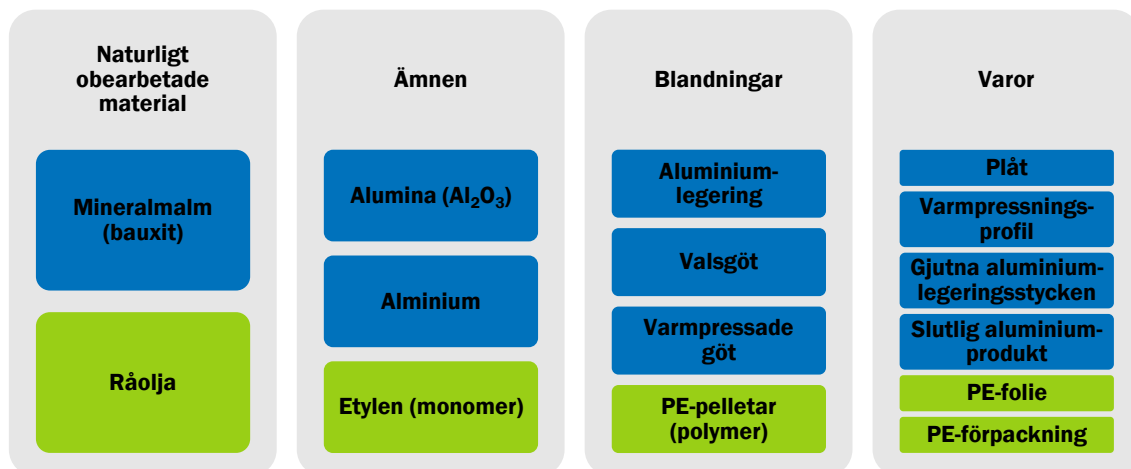 Naturligt
obearbetade
material
Mineralmalm
(bauxit)
Råolja
Ämnen
Alumina (Al₂O₃)
Alminium
Etylen (monomer)
Blandningar
Aluminium-
legering
Valsgöt
Varmpressade
göt
PE-pelletar
(polymer)
Varor
Plåt
Varmpressnings-
profil
Gjutna aluminium-
legeringsstycken
Slutlig aluminium-
produkt
PE-folie
PE-förpackning